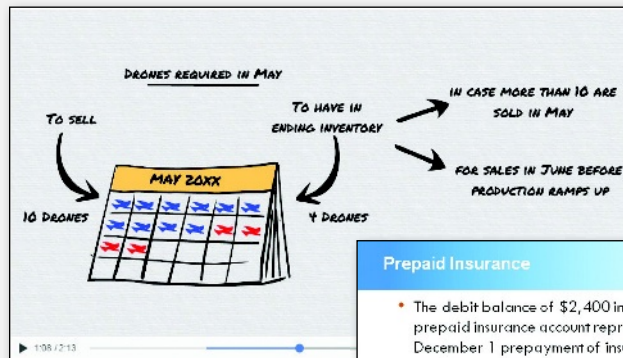 DRONES REQUIRED IN MAY
TO SELL
TO HAVE IN
ENDING INVENTORY
IN CASE MORE THAN 10 ARE
SOLD IN MAY
FOR SALES IN JUNE BEFORE
PRODUCTION RAMPS UP
MAY 20XX
10 DRONES
4 DRONES
1:08 / 2:13
Prepaid Insurance
• The debit balance of $2,400 in
prepaid insurance account
December 1 prepayment of